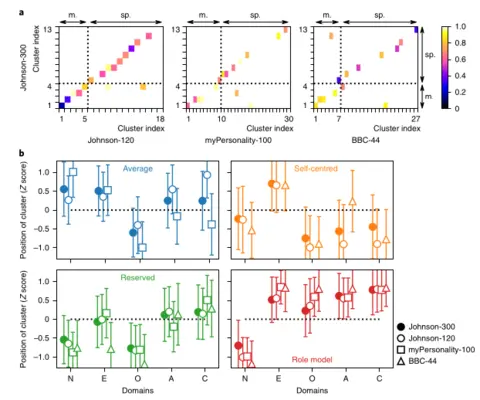 a
m. sp. m. sp. m. sp.
13 13 13 1.0
0.8
sp.
0.6
0.4
4 4 4
0.2
m
1 1 1 0
1 5 18 1 10 30 1 7 27
Johnson-300
Cluster index
Cluster index Cluster index Cluster index
Johnson-120 myPersonality-100 BBC-44
b
Position of cluster (Z score)
Average Self-centred
1.0
0.5
0
–0.5
–1.0
Position of cluster (Z score)
Reserved
1.0
0.5
0
–0.5
–1.0
Role model
N E O A C N E O A C
Domains Domains
Johnson-300
Johnson-120
myPersonality-100
BBC-44